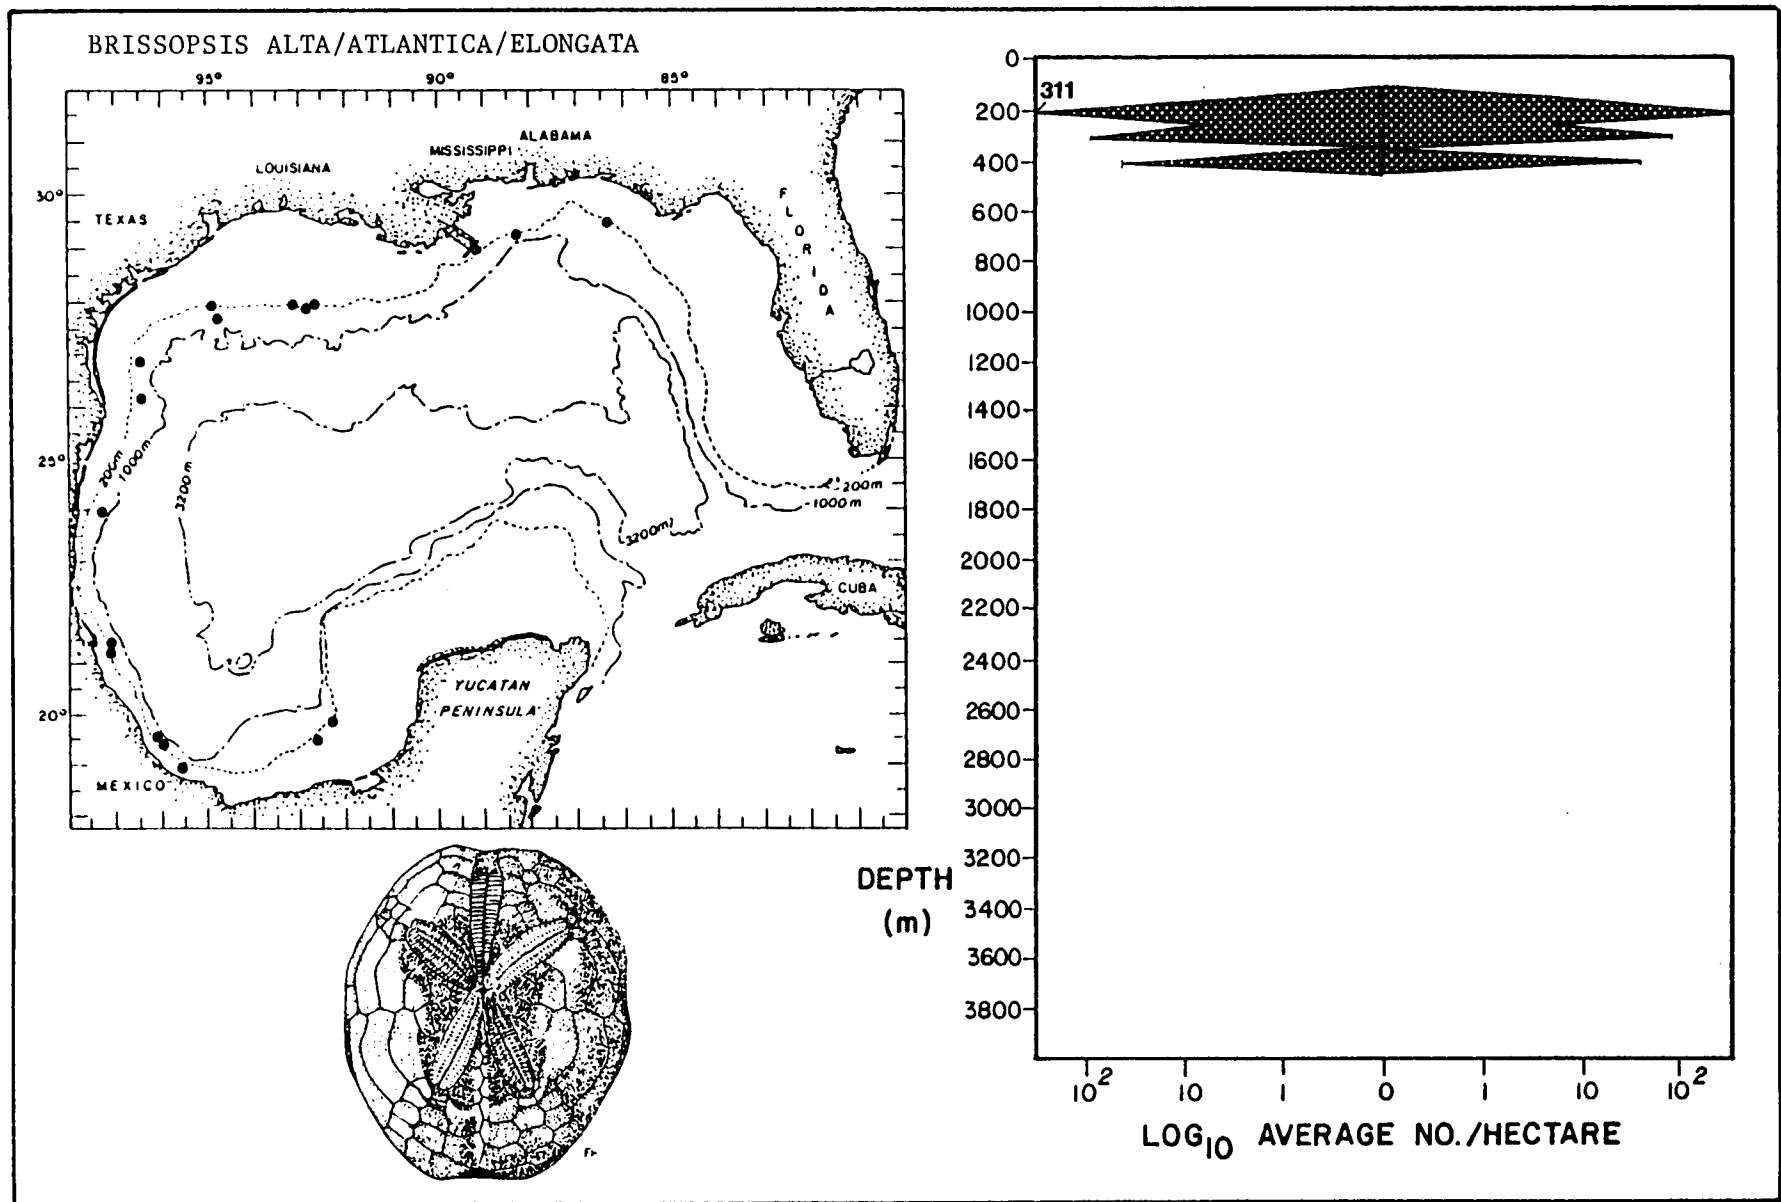 BRISSOPSIS ALTA/ATLANTICA/ELONGATA
95° 90° 85°
ALABAMA
MISSISSIPPI
LOUISIANA
30°
TEXAS
FLORIDA
25°
200m
1000m
3200m
200m
1000m
3200m
CUBA
YUCATAN
PENINSULA
20°
MEXICO
0
311
200
400
600
800
1000
1200
1400
1600
1800
2000
2200
2400
2600
2800
3000
3200
3400
3600
3800
DEPTH
(m)
10² 10 1 0 1 10 10²
LOG₁₀ AVERAGE NO./HECTARE